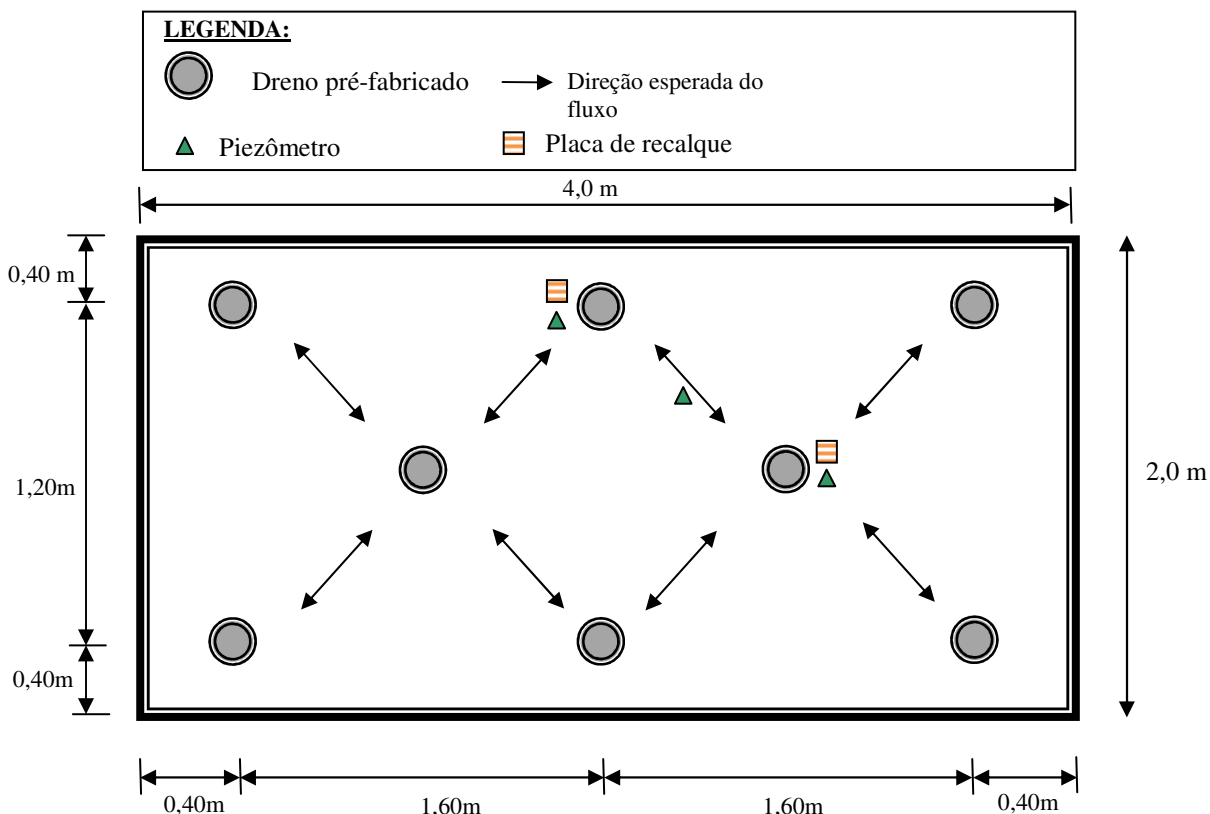 LEGENDA:
Dreno pré-fabricado
Direção esperada do
fluxo
Piezômetro
Placa de recalque
4,0 m
0,40 m
1,20m
0,40m
2,0 m
0,40m
1,60m
1,60m
0,40m